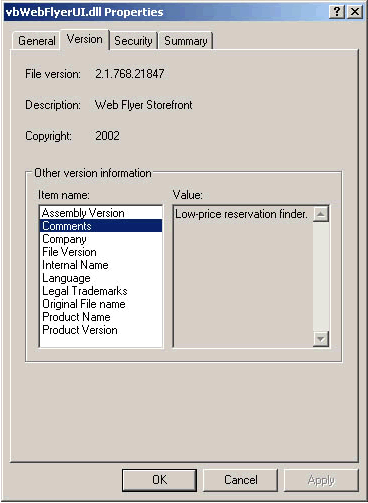 vbWebFlyerUI.dll Properties
General Version Security Summary
File version: 2.1.768.21847
Description: Web Flyer Storefront
Copyright: 2002
Other version information
Item name: Value:
Assembly Version Low-price reservation finder.
Comments
Company
File Version
Internal Name
Language
Legal Trademarks
Original File name
Product Name
Product Version
OK Cancel Apply